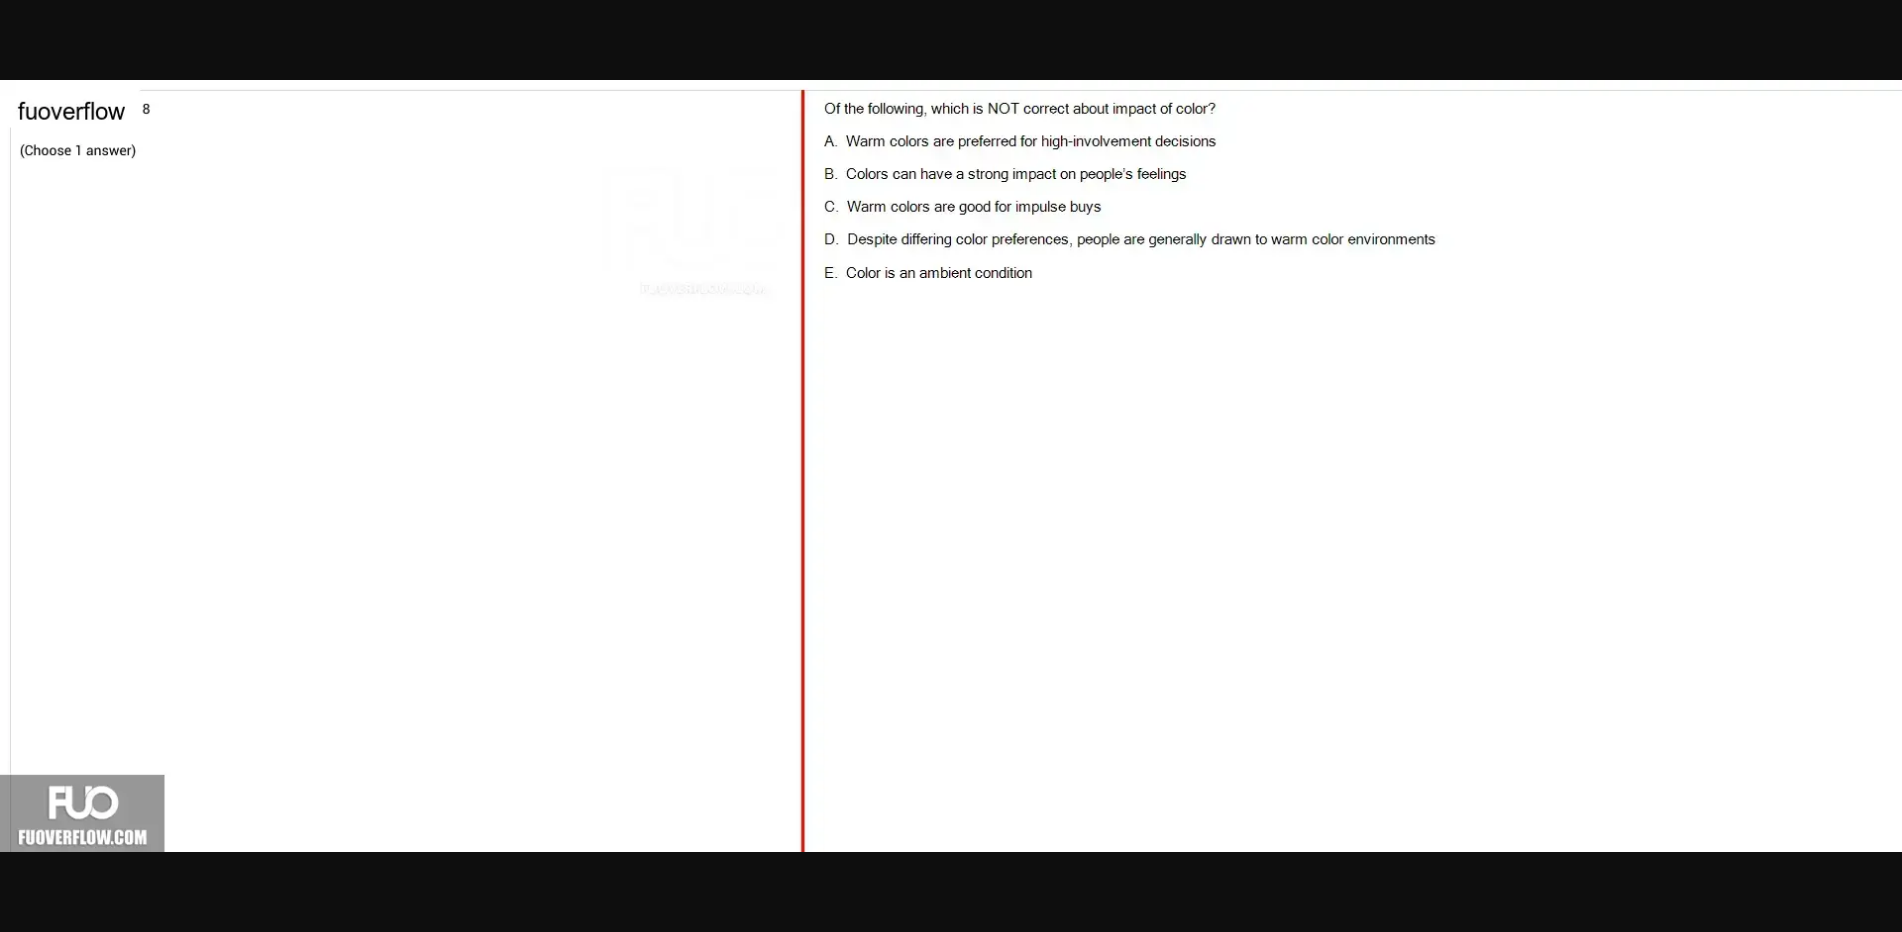 fuoverflow 8
(Choose 1 answer)
Of the following, which is NOT correct about impact of color?
A. Warm colors are preferred for high-involvement decisions
B. Colors can have a strong impact on people's feelings
C. Warm colors are good for impulse buys
D. Despite differing color preferences, people are generally drawn to warm color environments
E. Color is an ambient condition
FUO
FUOVERFLOW.COM
FUO
FUOVERFLOW.COM